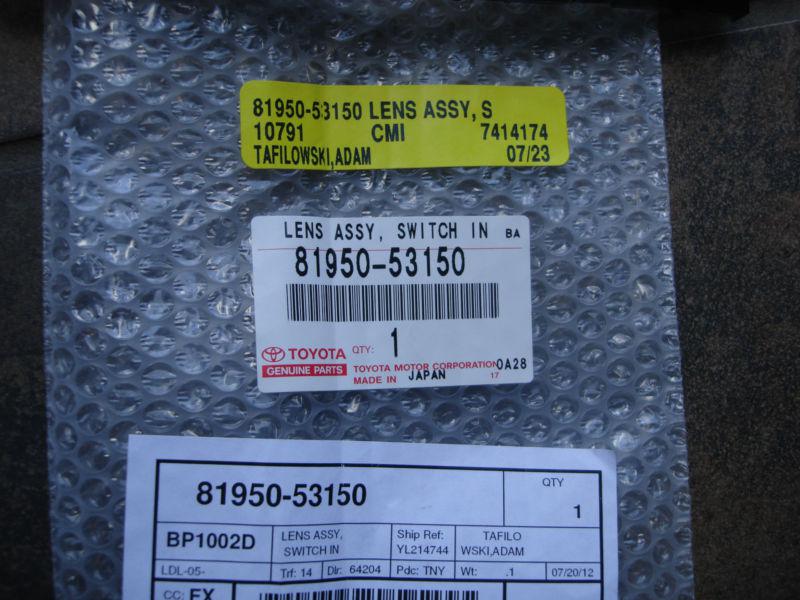 81950-53150 LENS ASSY, S
10791 CMI 7414174
TAFILOWSKI,ADAM 07/23
LENS ASSY, SWITCH IN BA
81950-53150
TOYOTA QTY: 1
GENUINE PARTS TOYOTA MOTOR CORPORATION 0A28
MADE IN JAPAN 17
81950-53150 QTY
1
BP1002D LENS ASSY, Ship Ref: TAFILO
SWITCH IN YL214744 WSKI,ADAM
LDL-05- Trf: 14 Dlr: 64204 Pdc: TNY Wt: .1 07/20/12
CC: EX